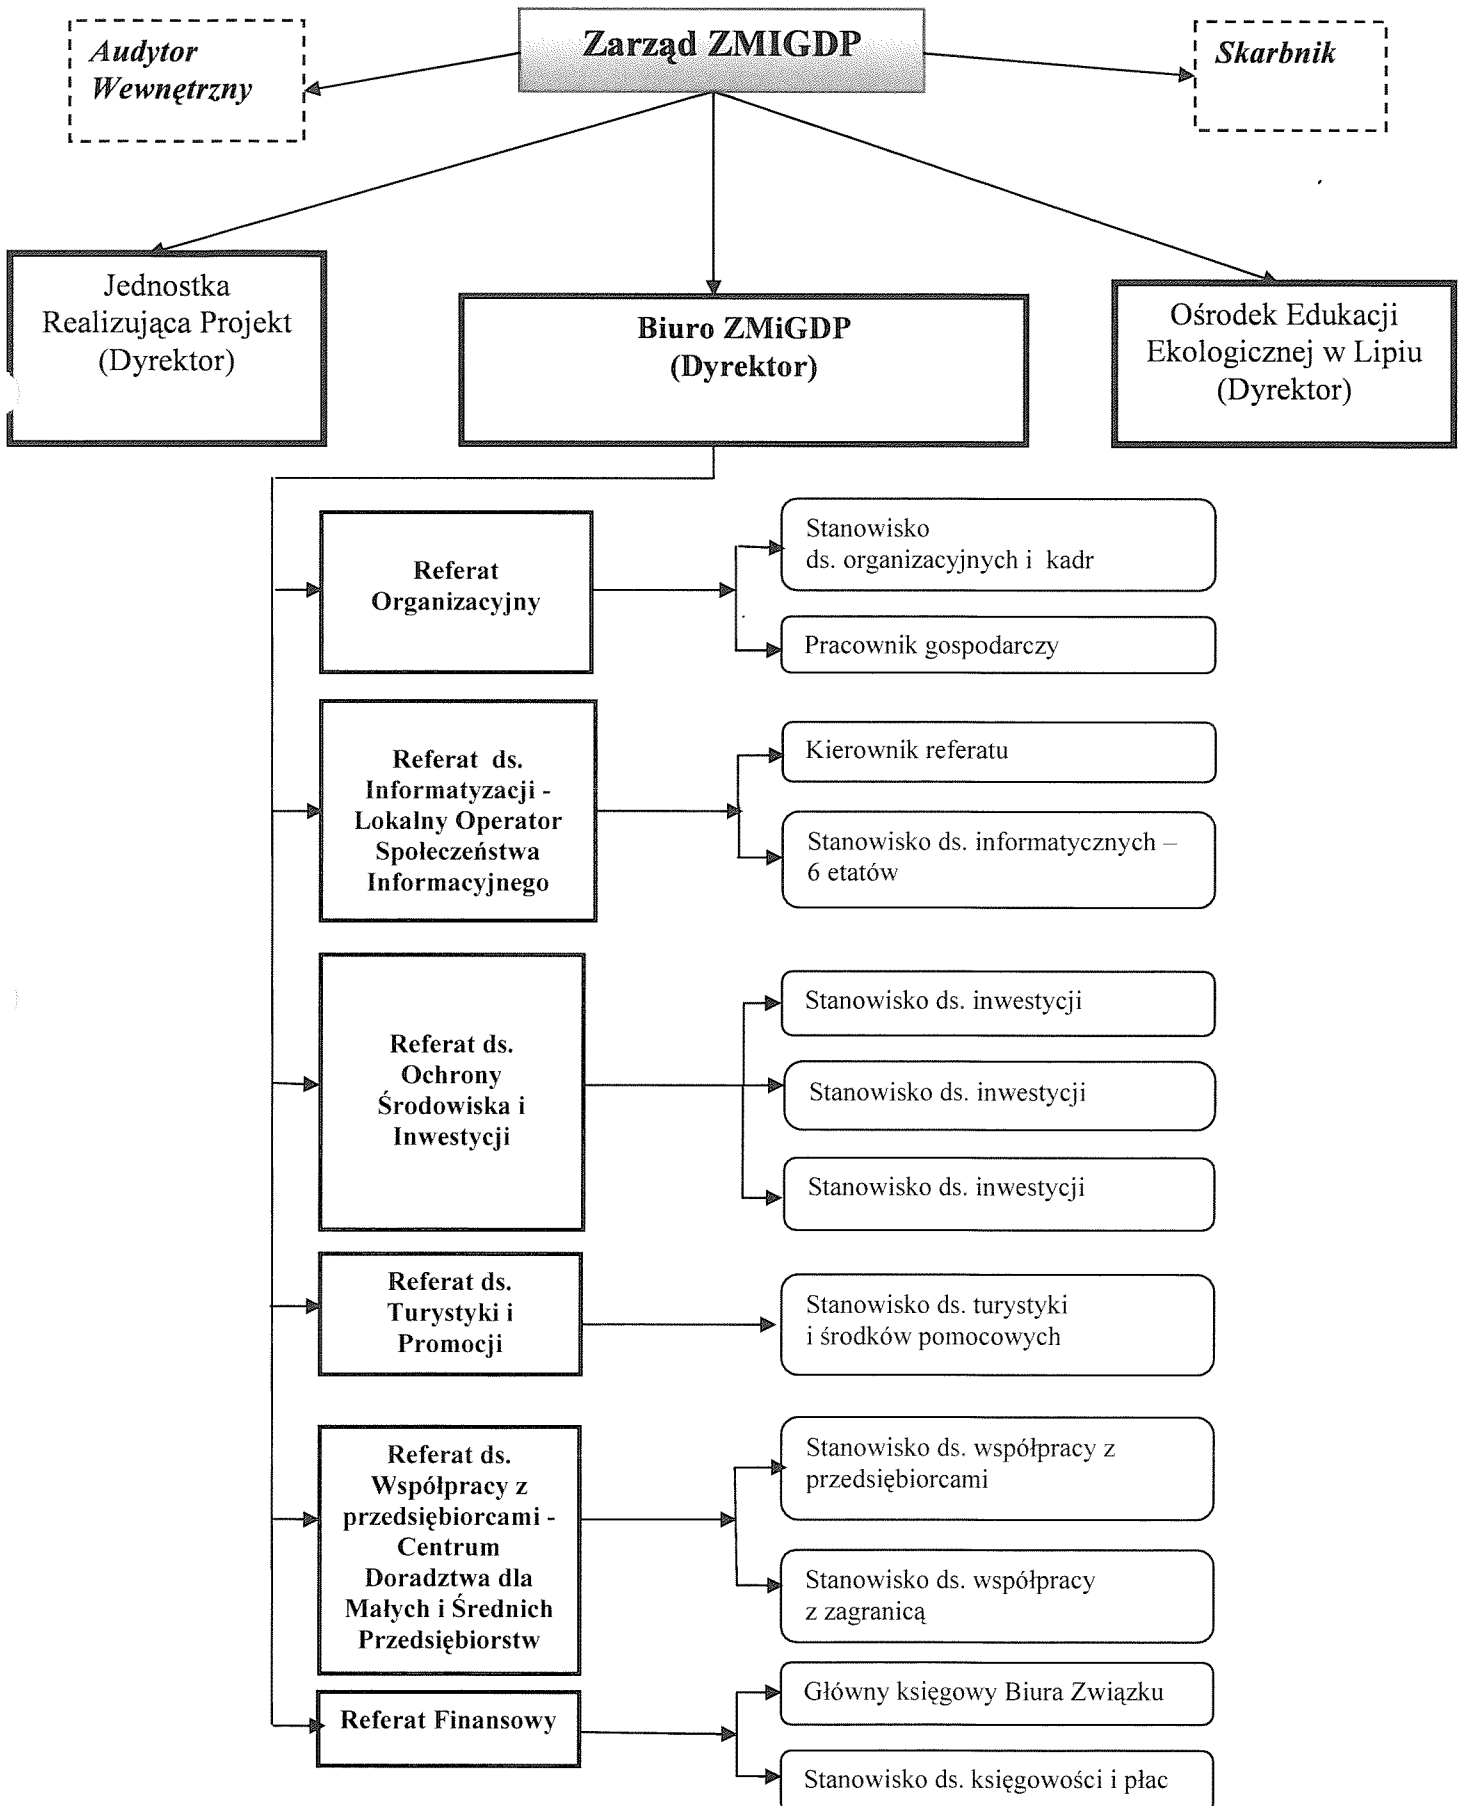 Zarząd ZMIGDP
Audytor
Wewnętrzny
Skarbnik
Jednostka
Realizująca Projekt
(Dyrektor)
Biuro ZMiGDP
(Dyrektor)
Ośrodek Edukacji
Ekologicznej w Lipiu
(Dyrektor)
Referat
Organizacyjny
Stanowisko
ds. organizacyjnych i kadr
Pracownik gospodarczy
Referat ds.
Informatyzacji -
Lokalny Operator
Społeczeństwa
Informacyjnego
Kierownik referatu
Stanowisko ds. informatycznych –
6 etatów
Referat ds.
Ochrony
Środowiska i
Inwestycji
Stanowisko ds. inwestycji
Stanowisko ds. inwestycji
Stanowisko ds. inwestycji
Referat ds.
Turystyki i
Promocji
Stanowisko ds. turystyki
i środków pomocowych
Referat ds.
Współpracy z
przedsiębiorcami -
Centrum
Doradztwa dla
Małych i Średnich
Przedsiębiorstw
Stanowisko ds. współpracy z
przedsiębiorcami
Stanowisko ds. współpracy
z zagranicą
Referat Finansowy
Główny księgowy Biura Związku
Stanowisko ds. księgowości i płac